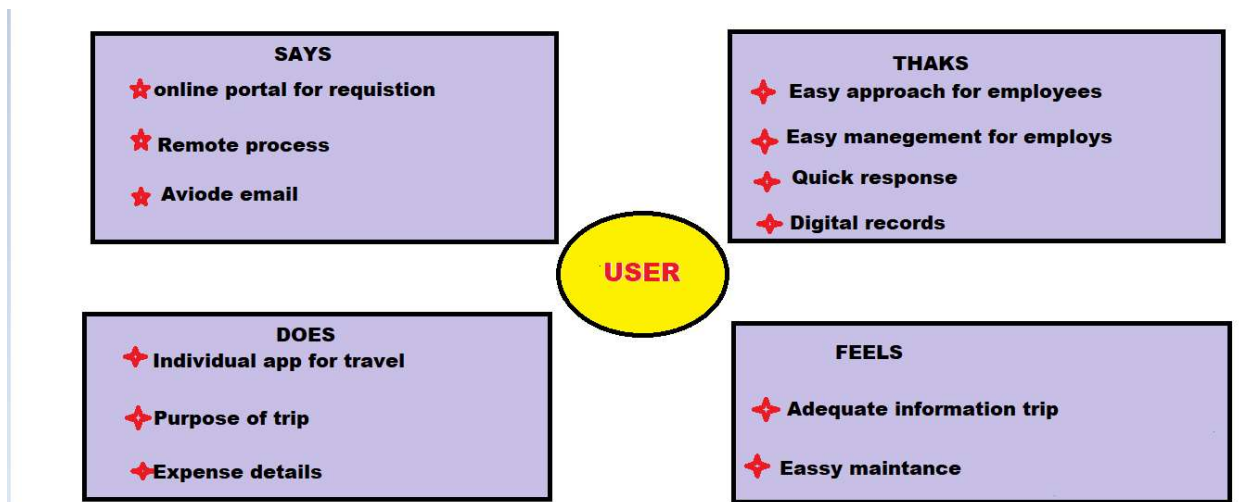 SAYS
online portal for requistion
Remote process
Aviode email
THAKS
Easy approach for employees
Easy manegement for employs
Quick response
Digital records
USER
DOES
Individual app for travel
Purpose of trip
Expense details
FEELS
Adequate information trip
Eassy maintance